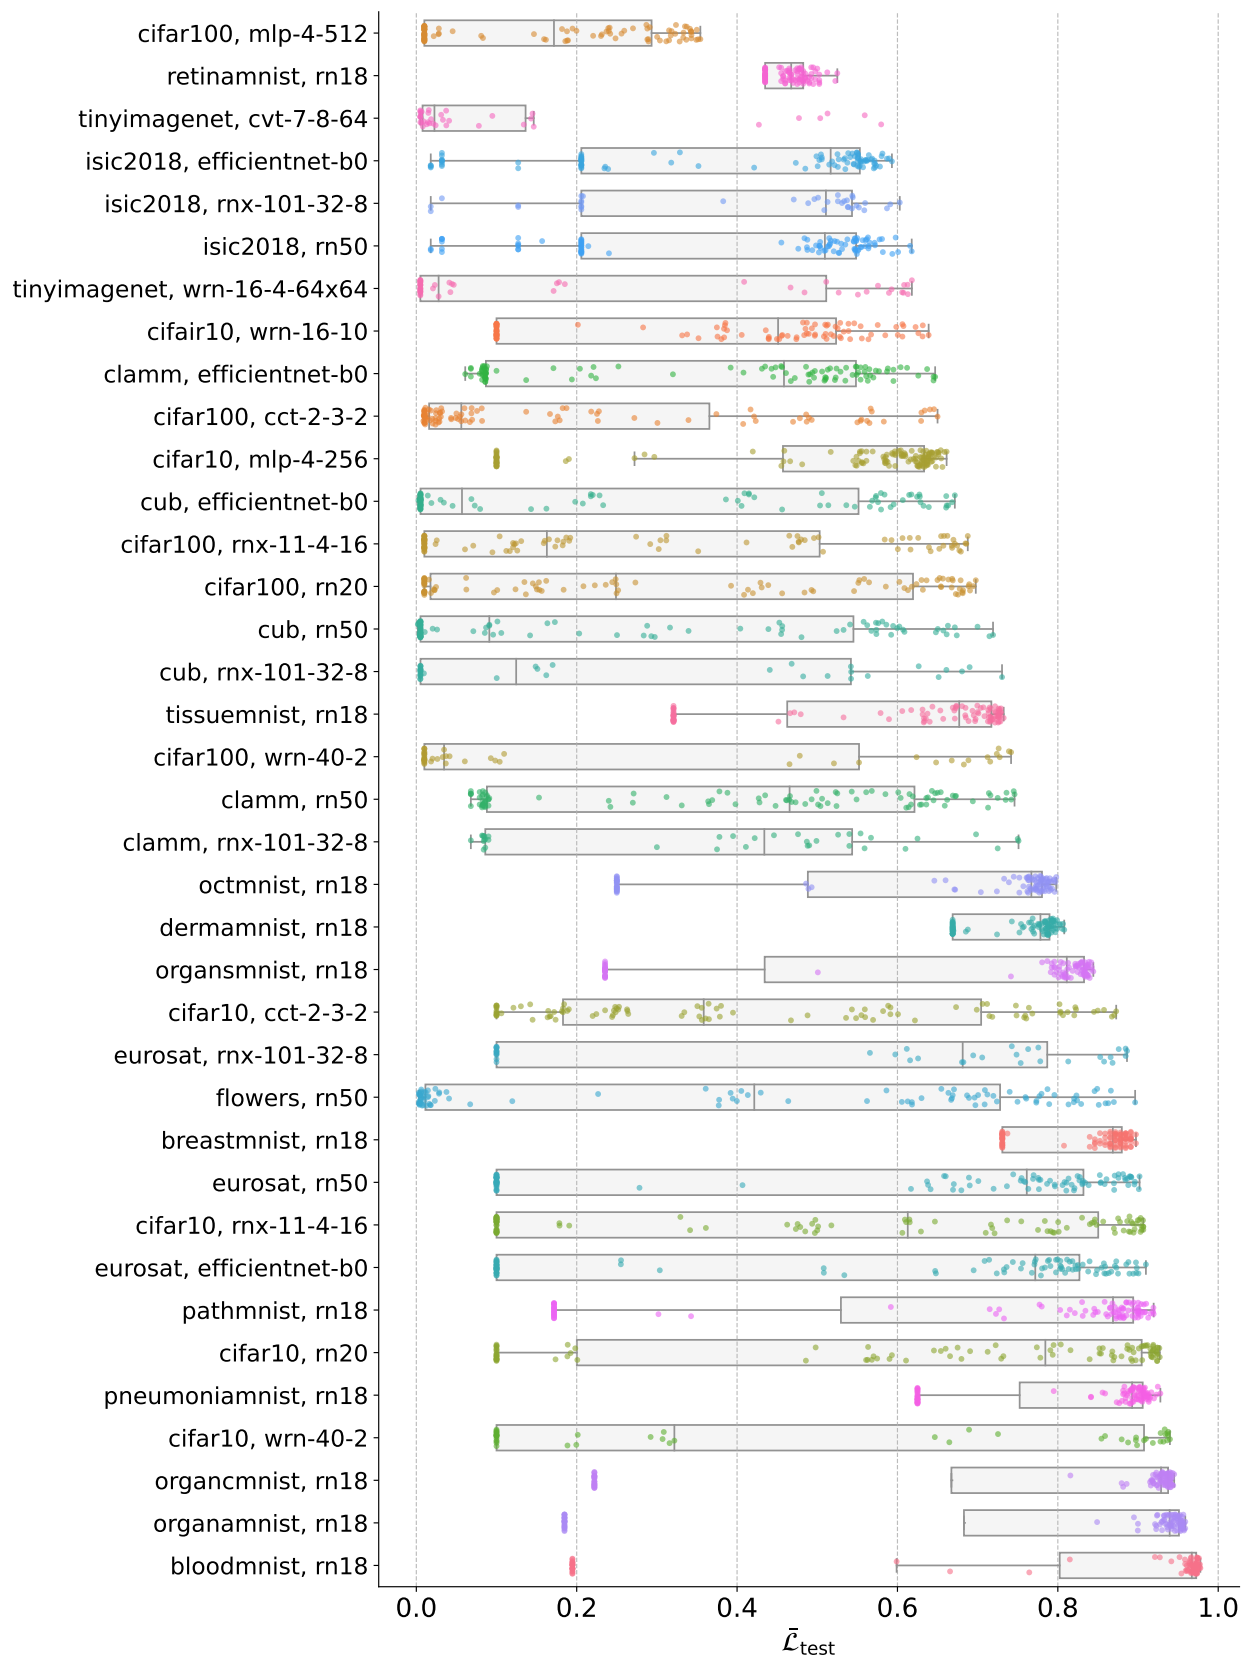 cifar100, mlp-4-512
retinamnist, rn18
tinyimagenet, cvt-7-8-64
isic2018, efficientnet-b0
isic2018, rnx-101-32-8
isic2018, rn50
tinyimagenet, wrn-16-4-64x64
cifair10, wrn-16-10
clamm, efficientnet-b0
cifar100, cct-2-3-2
cifar10, mlp-4-256
cub, efficientnet-b0
cifar100, rnx-11-4-16
cifar100, rn20
cub, rn50
cub, rnx-101-32-8
tissuemnist, rn18
cifar100, wrn-40-2
clamm, rn50
clamm, rnx-101-32-8
octmnist, rn18
dermamnist, rn18
organsmnist, rn18
cifar10, cct-2-3-2
eurosat, rnx-101-32-8
flowers, rn50
breastmnist, rn18
eurosat, rn50
cifar10, rnx-11-4-16
eurosat, efficientnet-b0
pathmnist, rn18
cifar10, rn20
pneumoniamnist, rn18
cifar10, wrn-40-2
organcmnist, rn18
organamnist, rn18
bloodmnist, rn18
0.0 0.2 0.4 0.6 0.8 1.0
ℒ̄test